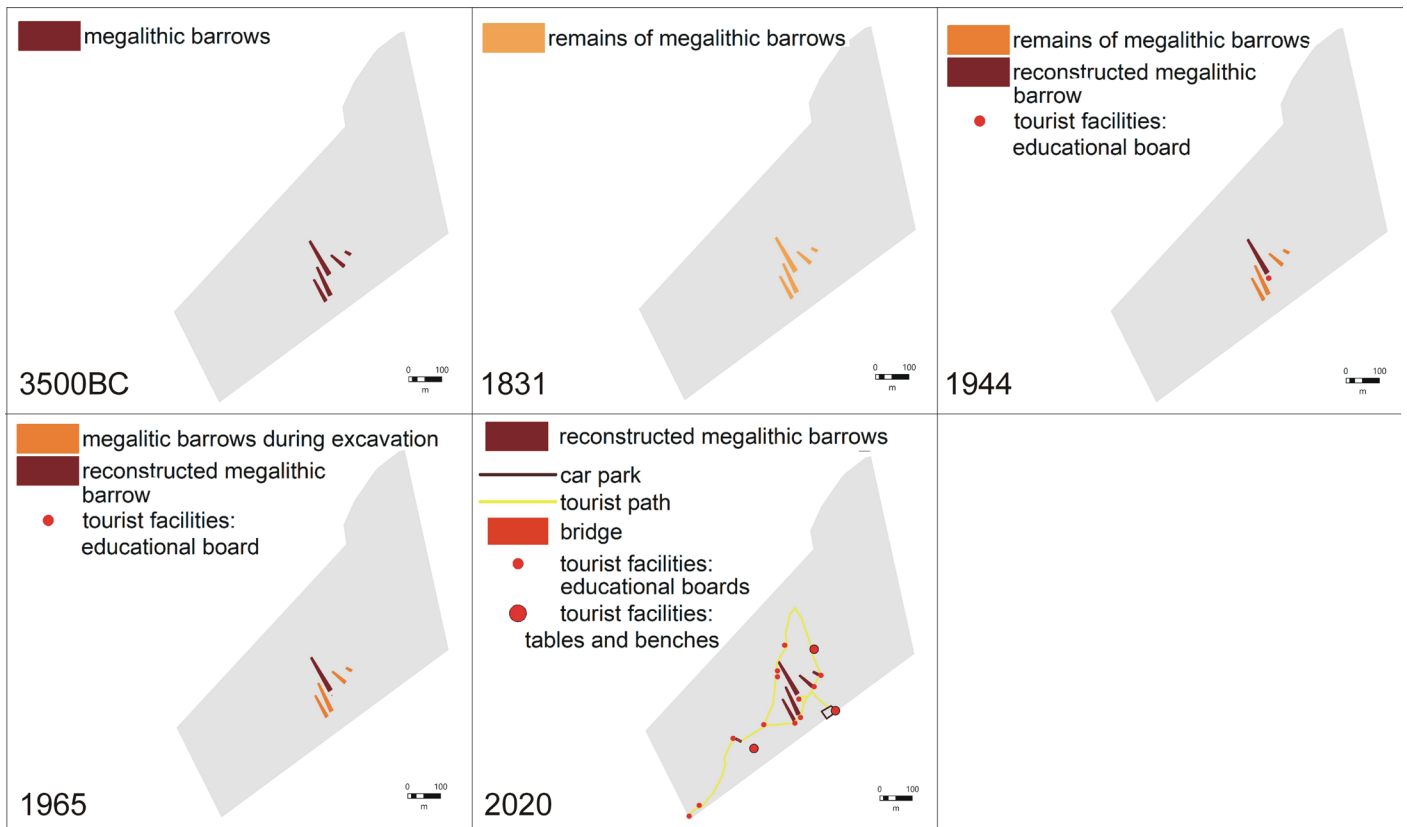 megalithic barrows
0 100
m
3500BC
remains of megalithic barrows
0 100
m
1831
remains of megalithic barrows
reconstructed megalithic
barrow
tourist facilities:
educational board
0 100
m
1944
megalitic barrows during excavation
reconstructed megalithic
barrow
tourist facilities:
educational board
0 100
m
1965
reconstructed megalithic barrows
car park
tourist path
bridge
tourist facilities:
educational boards
tourist facilities:
tables and benches
0 100
m
2020